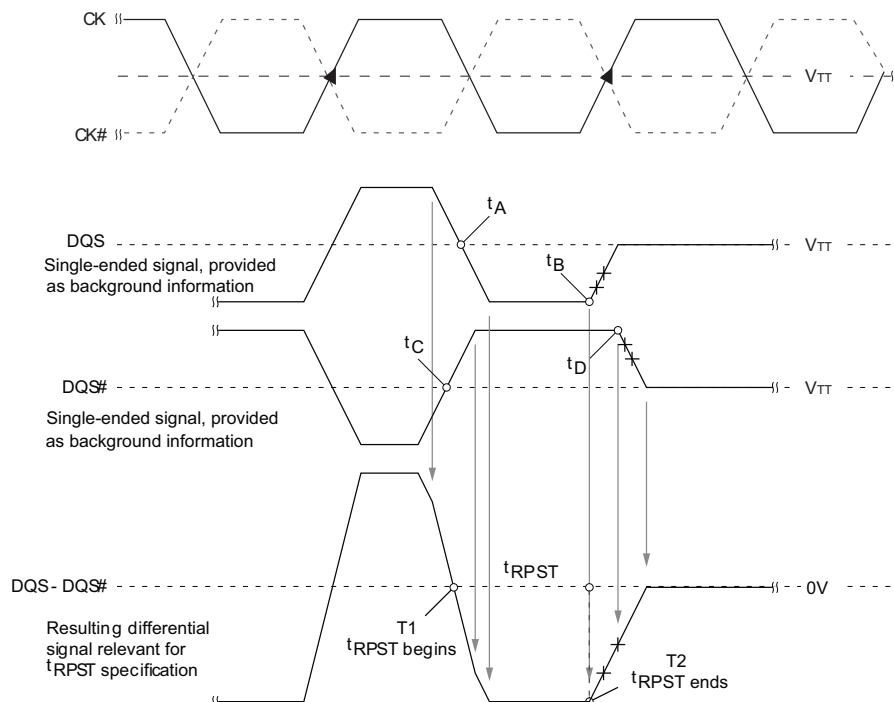 CK
VTT
CK#
tA
DQS
VTT
Single-ended signal, provided
as background information
tB
tC
tD
DQS#
VTT
Single-ended signal, provided
as background information
tRPST
DQS - DQS#
0V
Resulting differential
signal relevant for
tRPST specification
T1
tRPST begins
T2
tRPST ends